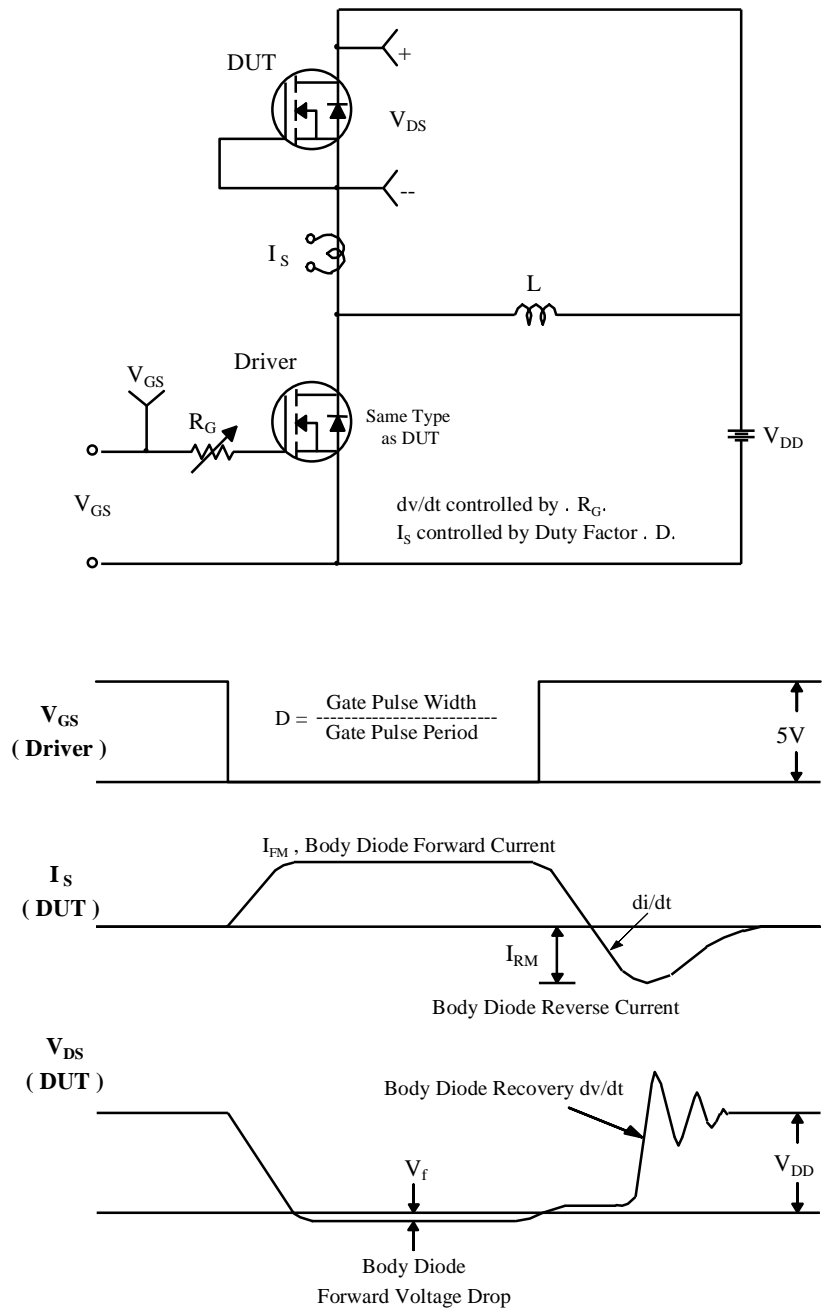 DUT
+
V_DS
--
I_S
L
Driver
V_GS
R_G
Same Type
as DUT
V_DD
V_GS
dv/dt controlled by . R_G.
I_S controlled by Duty Factor . D.
V_GS
( Driver )
D = Gate Pulse Width
--------------------------
Gate Pulse Period
5V
I_FM , Body Diode Forward Current
I_S
( DUT )
di/dt
I_RM
Body Diode Reverse Current
V_DS
( DUT )
Body Diode Recovery dv/dt
V_f
V_DD
Body Diode
Forward Voltage Drop